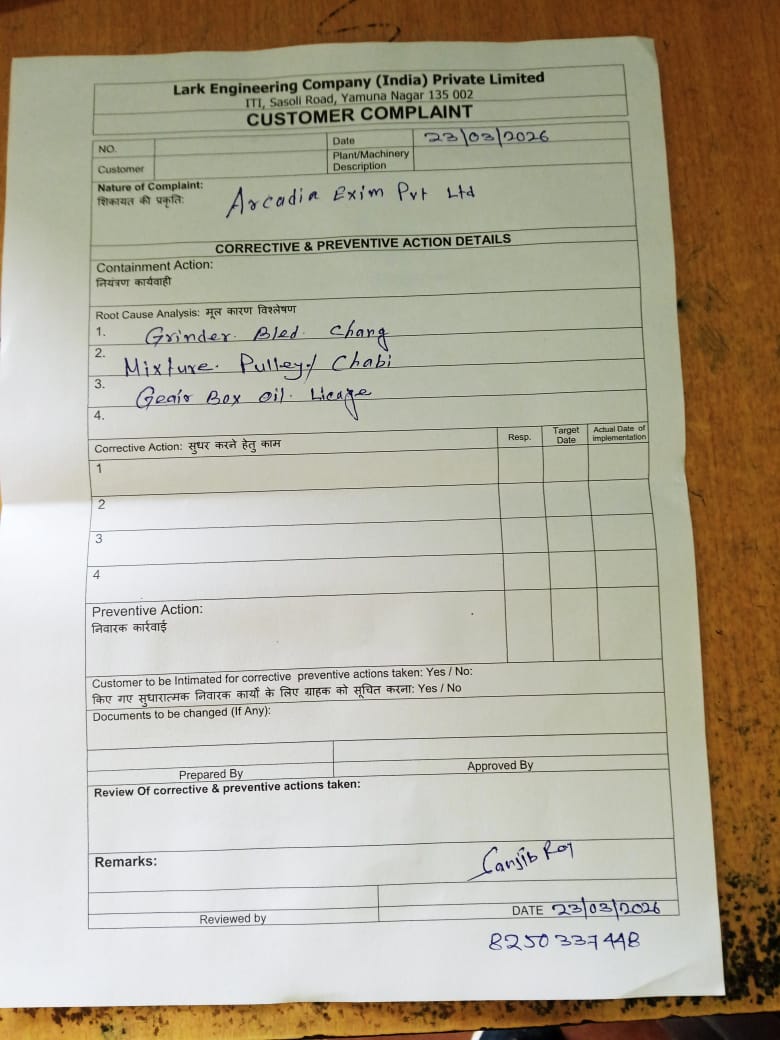 Lark Engineering Company (India) Private Limited
ITI, Sasoli Road, Yamuna Nagar 135 002
CUSTOMER COMPLAINT
NO.
Date 23/03/2026
Customer
Plant/Machinery Description
Nature of Complaint:
शिकायत की प्रकृति:
Arcadia Exim Pvt Ltd
CORRECTIVE & PREVENTIVE ACTION DETAILS
Containment Action:
नियंत्रण कार्यवाही
Root Cause Analysis: मूल कारण विश्लेषण
1. Grinder. Bled. Chang
2. Mixture. Pulley/ Chabi
3. Geair Box Oil. Licage
4.
Corrective Action: सुधर करने हेतु काम
Resp.
Target Date
Actual Date of implementation
1
2
3
4
Preventive Action:
निवारक कार्रवाई
Customer to be Intimated for corrective preventive actions taken: Yes / No:
किए गए सुधारात्मक निवारक कार्यो के लिए ग्राहक को सूचित करना: Yes / No
Documents to be changed (If Any):
Prepared By
Approved By
Review Of corrective & preventive actions taken:
Remarks:
Sanjib Roy
Reviewed by
DATE 23/03/2026
8250337448